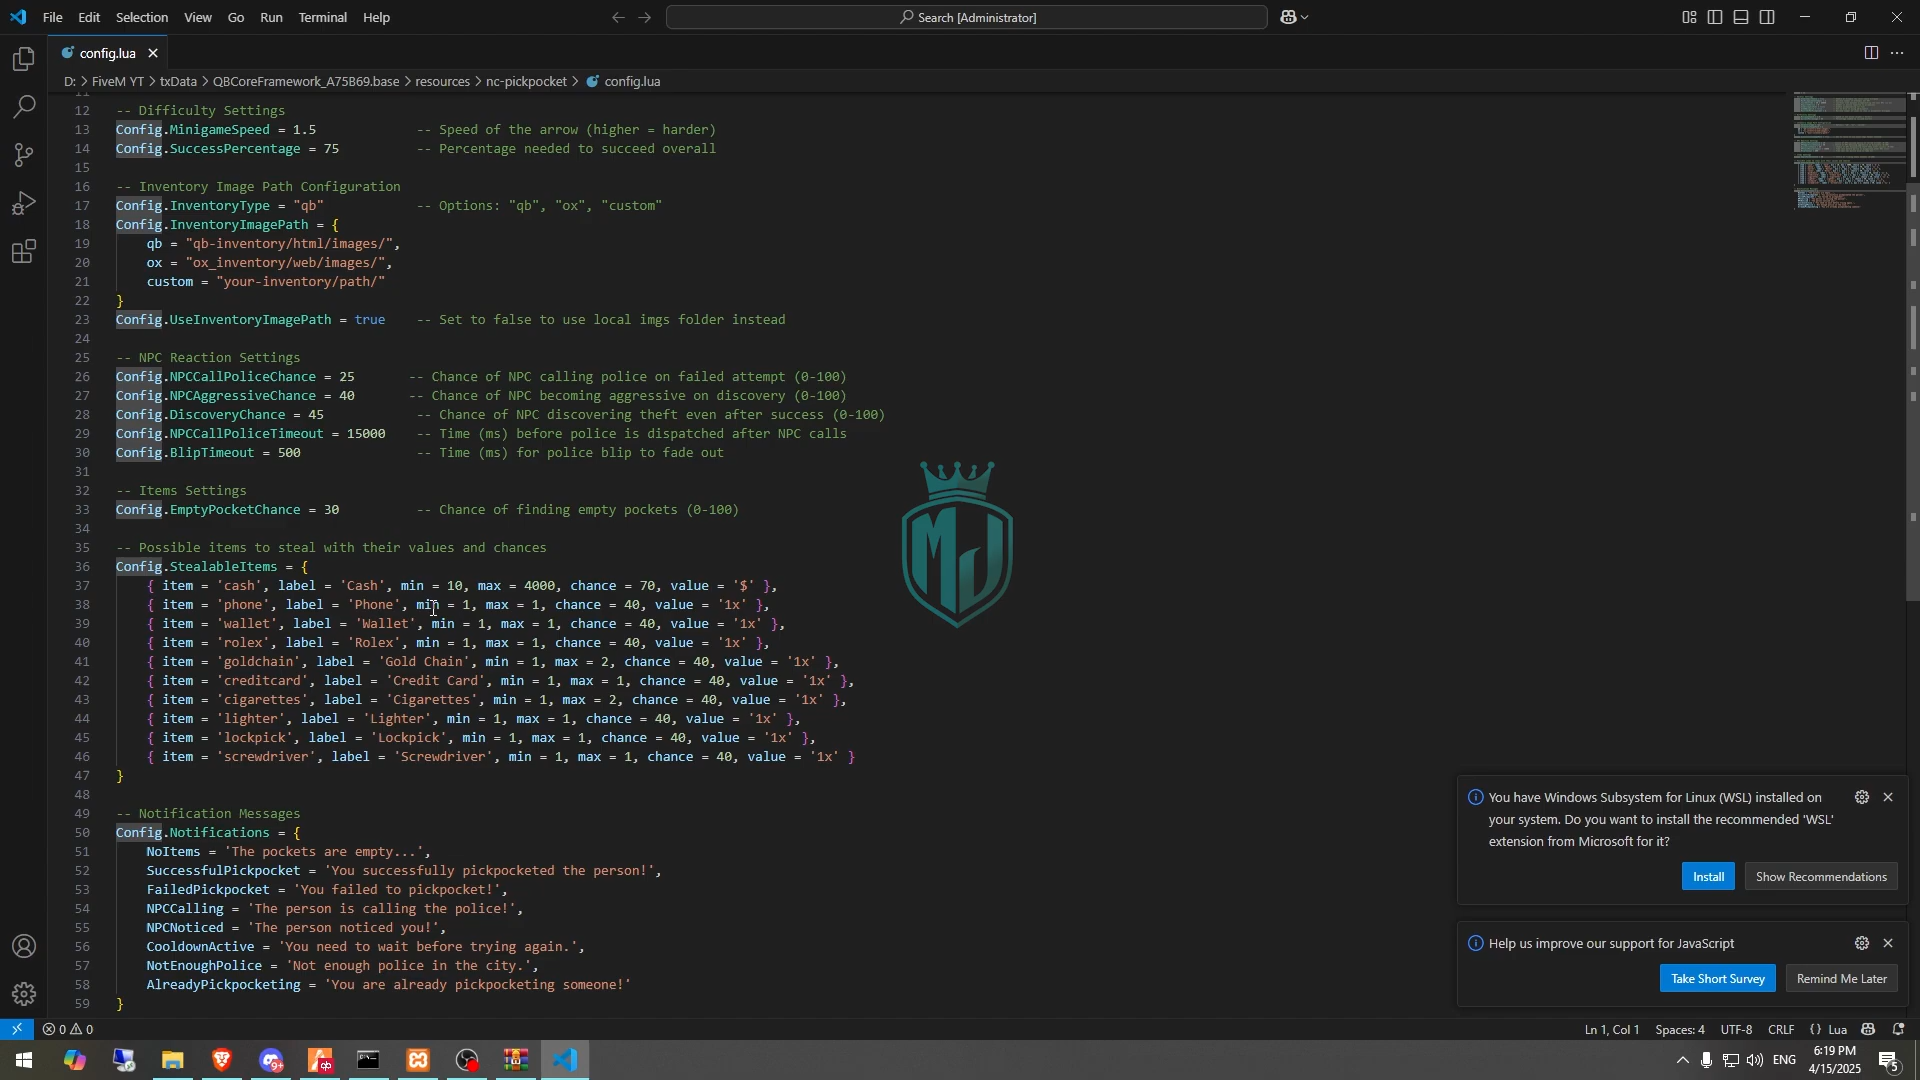 File Edit Selection View Go Run Terminal Help
Search [Administrator]
config.lua
D: > FiveM YT > txData > QBCoreFramework_A75B69.base > resources > nc-pickpocket > config.lua
11
12 -- Difficulty Settings
13 Config.MinigameSpeed = 1.5 -- Speed of the arrow (higher = harder)
14 Config.SuccessPercentage = 75 -- Percentage needed to succeed overall
15
16 -- Inventory Image Path Configuration
17 Config.InventoryType = "qb" -- Options: "qb", "ox", "custom"
18 Config.InventoryImagePath = {
19 qb = "qb-inventory/html/images/",
20 ox = "ox_inventory/web/images/",
21 custom = "your-inventory/path/"
22 }
23 Config.UseInventoryImagePath = true -- Set to false to use local imgs folder instead
24
25 -- NPC Reaction Settings
26 Config.NPCCallPoliceChance = 25 -- Chance of NPC calling police on failed attempt (0-100)
27 Config.NPCAggressiveChance = 40 -- Chance of NPC becoming aggressive on discovery (0-100)
28 Config.DiscoveryChance = 45 -- Chance of NPC discovering theft even after success (0-100)
29 Config.NPCCallPoliceTimeout = 15000 -- Time (ms) before police is dispatched after NPC calls
30 Config.BlipTimeout = 500 -- Time (ms) for police blip to fade out
31
32 -- Items Settings
33 Config.EmptyPocketChance = 30 -- Chance of finding empty pockets (0-100)
34
35 -- Possible items to steal with their values and chances
36 Config.StealableItems = {
37 { item = 'cash', label = 'Cash', min = 10, max = 4000, chance = 70, value = '$' },
38 { item = 'phone', label = 'Phone', min = 1, max = 1, chance = 40, value = '1x' },
39 { item = 'wallet', label = 'Wallet', min = 1, max = 1, chance = 40, value = '1x' },
40 { item = 'rolex', label = 'Rolex', min = 1, max = 1, chance = 40, value = '1x' },
41 { item = 'goldchain', label = 'Gold Chain', min = 1, max = 2, chance = 40, value = '1x' },
42 { item = 'creditcard', label = 'Credit Card', min = 1, max = 1, chance = 40, value = '1x' },
43 { item = 'cigarettes', label = 'Cigarettes', min = 1, max = 2, chance = 40, value = '1x' },
44 { item = 'lighter', label = 'Lighter', min = 1, max = 1, chance = 40, value = '1x' },
45 { item = 'lockpick', label = 'Lockpick', min = 1, max = 1, chance = 40, value = '1x' },
46 { item = 'screwdriver', label = 'Screwdriver', min = 1, max = 1, chance = 40, value = '1x' }
47 }
48
49 -- Notification Messages
50 Config.Notifications = {
51 NoItems = 'The pockets are empty...',
52 SuccessfulPickpocket = 'You successfully pickpocketed the person!',
53 FailedPickpocket = 'You failed to pickpocket!',
54 NPCCalling = 'The person is calling the police!',
55 NPCNoticed = 'The person noticed you!',
56 CooldownActive = 'You need to wait before trying again.',
57 NotEnoughPolice = 'Not enough police in the city.',
58 AlreadyPickpocketing = 'You are already pickpocketing someone!'
59 }
MJ
You have Windows Subsystem for Linux (WSL) installed on
your system. Do you want to install the recommended 'WSL'
extension from Microsoft for it?
Install Show Recommendations
Help us improve our support for JavaScript
Take Short Survey Remind Me Later
0 0
Ln 1, Col 1 Spaces: 4 UTF-8 CRLF {} Lua
9+
ENG
6:19 PM
4/15/2025
5